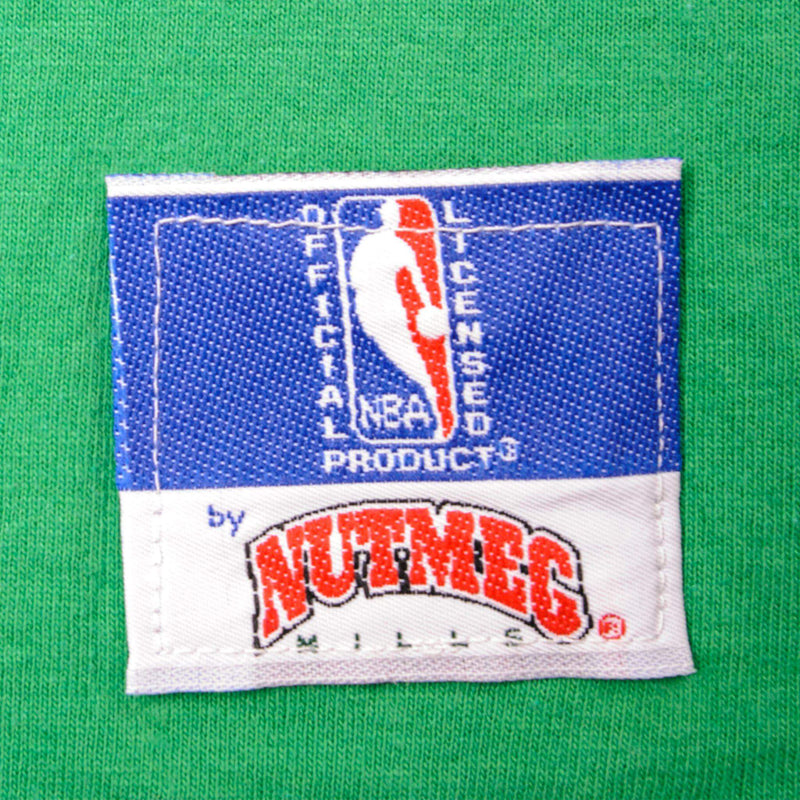 OFFICIAL
LICENSED
NBA
PRODUCT®
by
NUTMEG®
MILLS